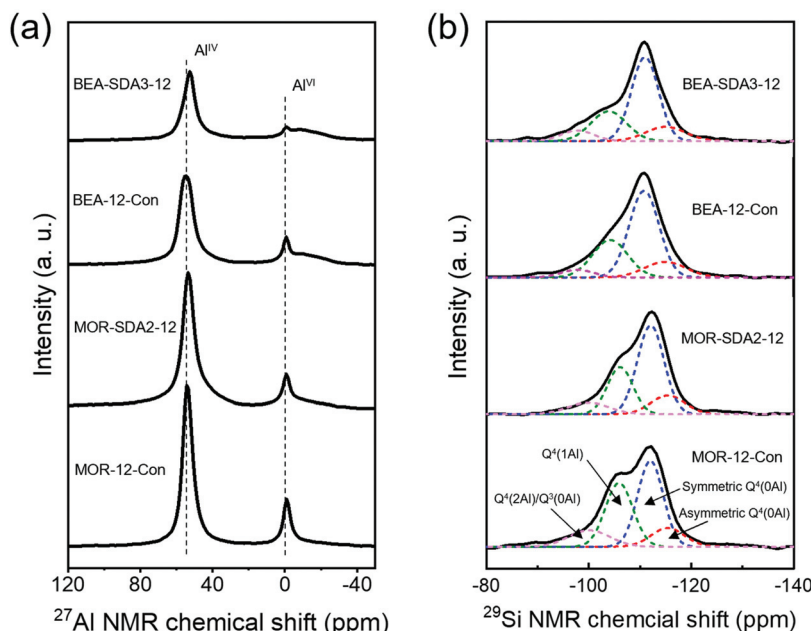 (a)
Al^IV
Al^VI
BEA-SDA3-12
BEA-12-Con
MOR-SDA2-12
MOR-12-Con
Intensity (a. u.)
120 80 40 0 -40
²⁷Al NMR chemical shift (ppm)
(b)
BEA-SDA3-12
BEA-12-Con
MOR-SDA2-12
MOR-12-Con
Q⁴(1Al)
Symmetric Q⁴(0Al)
Q⁴(2Al)/Q³(0Al)
Asymmetric Q⁴(0Al)
Intensity (a. u.)
-80 -100 -120 -140
²⁹Si NMR chemcial shift (ppm)